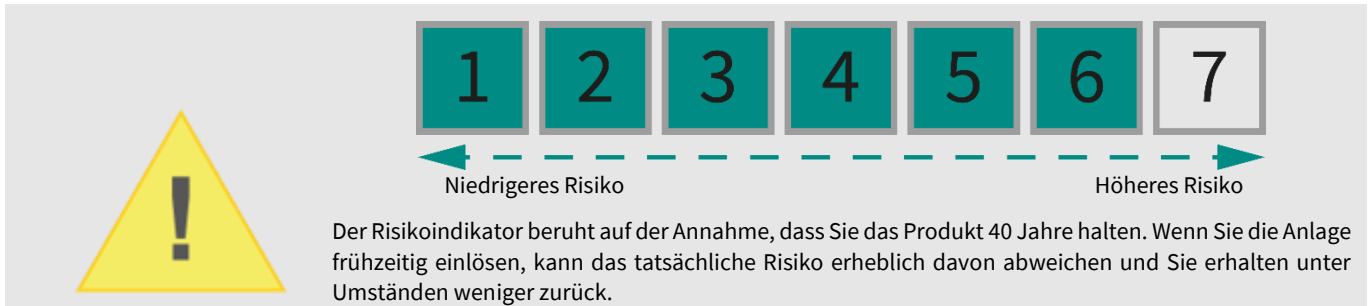 1 2 3 4 5 6 7
Niedrigeres Risiko Höheres Risiko
!
Der Risikoindikator beruht auf der Annahme, dass Sie das Produkt 40 Jahre halten. Wenn Sie die Anlage
frühzeitig einlösen, kann das tatsächliche Risiko erheblich davon abweichen und Sie erhalten unter
Umständen weniger zurück.